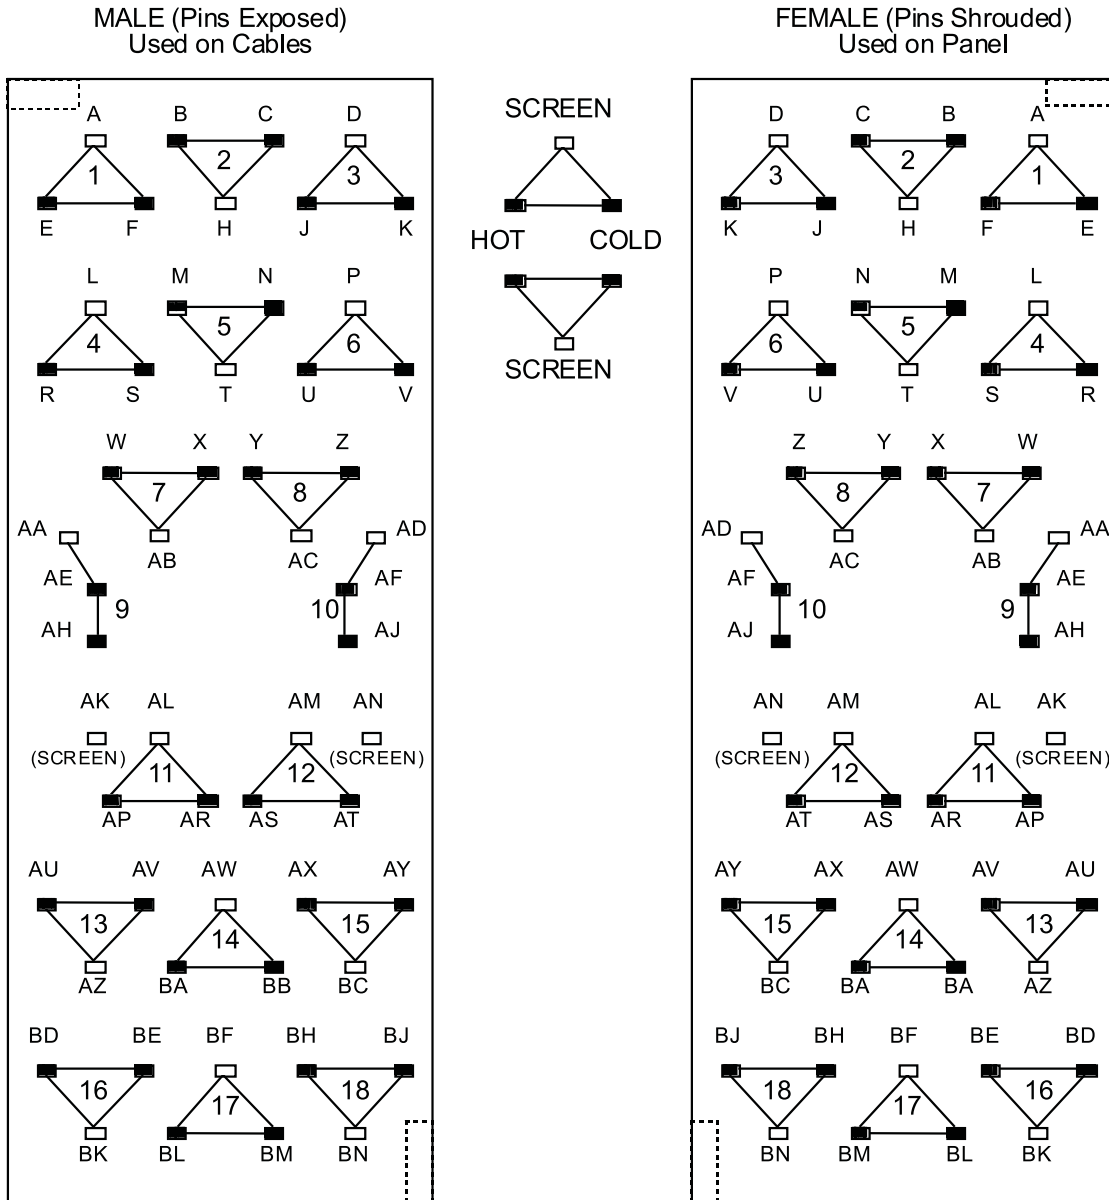 MALE (Pins Exposed)
Used on Cables
FEMALE (Pins Shrouded)
Used on Panel
A B C D
1 2 3
E F H J K
L M N P
4 5 6
R S T U V
W X Y Z
7 8
AA AB AC AD
AE AF
9 10
AH AJ
AK AL AM AN
(SCREEN) 11 12 (SCREEN)
AP AR AS AT
AU AV AW AX AY
13 14 15
AZ BA BB BC
BD BE BF BH BJ
16 17 18
BK BL BM BN
SCREEN
HOT COLD
SCREEN
D C B A
3 2 1
K J H F E
P N M L
6 5 4
V U T S R
Z Y X W
8 7
AD AC AB AA
AF AE
10 9
AJ AH
AN AM AL AK
(SCREEN) 12 11 (SCREEN)
AT AS AR AP
AY AX AW AV AU
15 14 13
BC BA BA AZ
BJ BH BF BE BD
18 17 16
BN BM BL BK